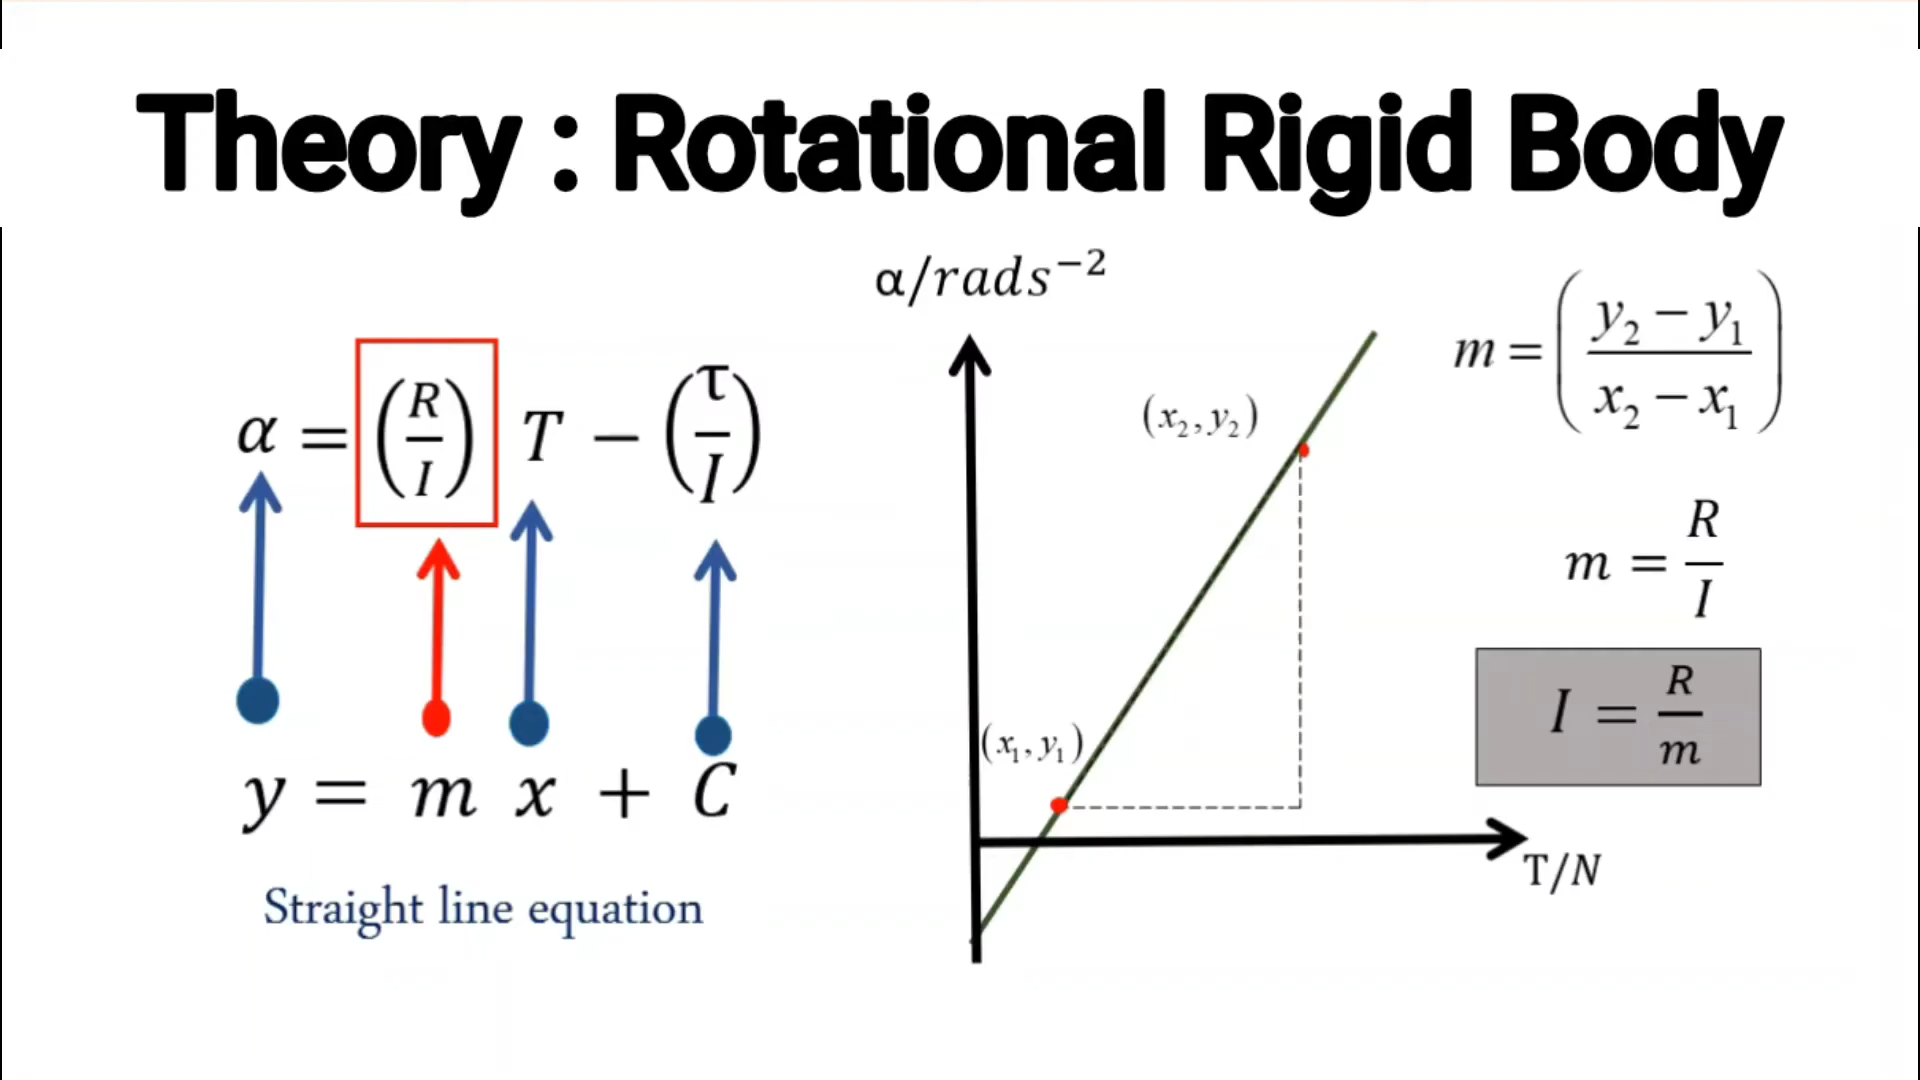 Theory : Rotational Rigid Body
α = (R/I) T − (τ/I)
y = m x + C
Straight line equation
α/rads⁻²
(x₂, y₂)
(x₁, y₁)
T/N
m = (y₂ − y₁ / x₂ − x₁)
m = R/I
I = R/m